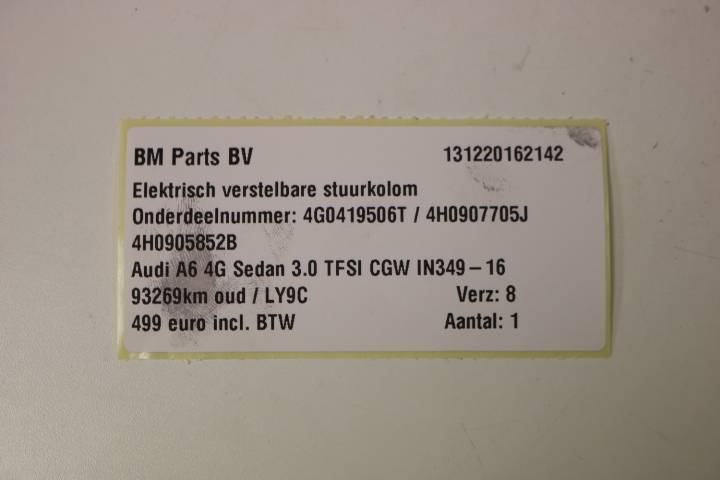 BM Parts BV 131220162142
Elektrisch verstelbare stuurkolom
Onderdeelnummer: 4G0419506T / 4H0907705J
4H0905852B
Audi A6 4G Sedan 3.0 TFSI CGW IN349-16
93269km oud / LY9C Verz: 8
499 euro incl. BTW Aantal: 1